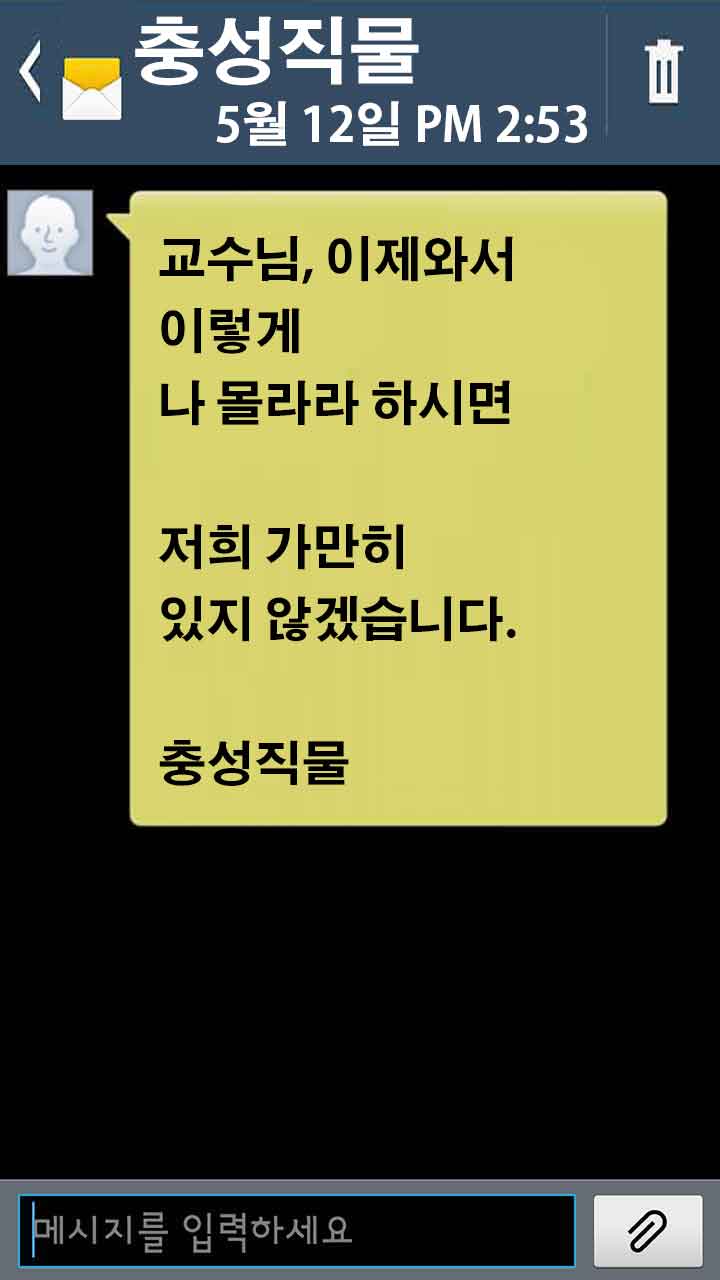 충성직물
5월 12일 PM 2:53
교수님, 이제와서
이렇게
나 몰라라 하시면
저희 가만히
있지 않겠습니다.
충성직물
메시지를 입력하세요